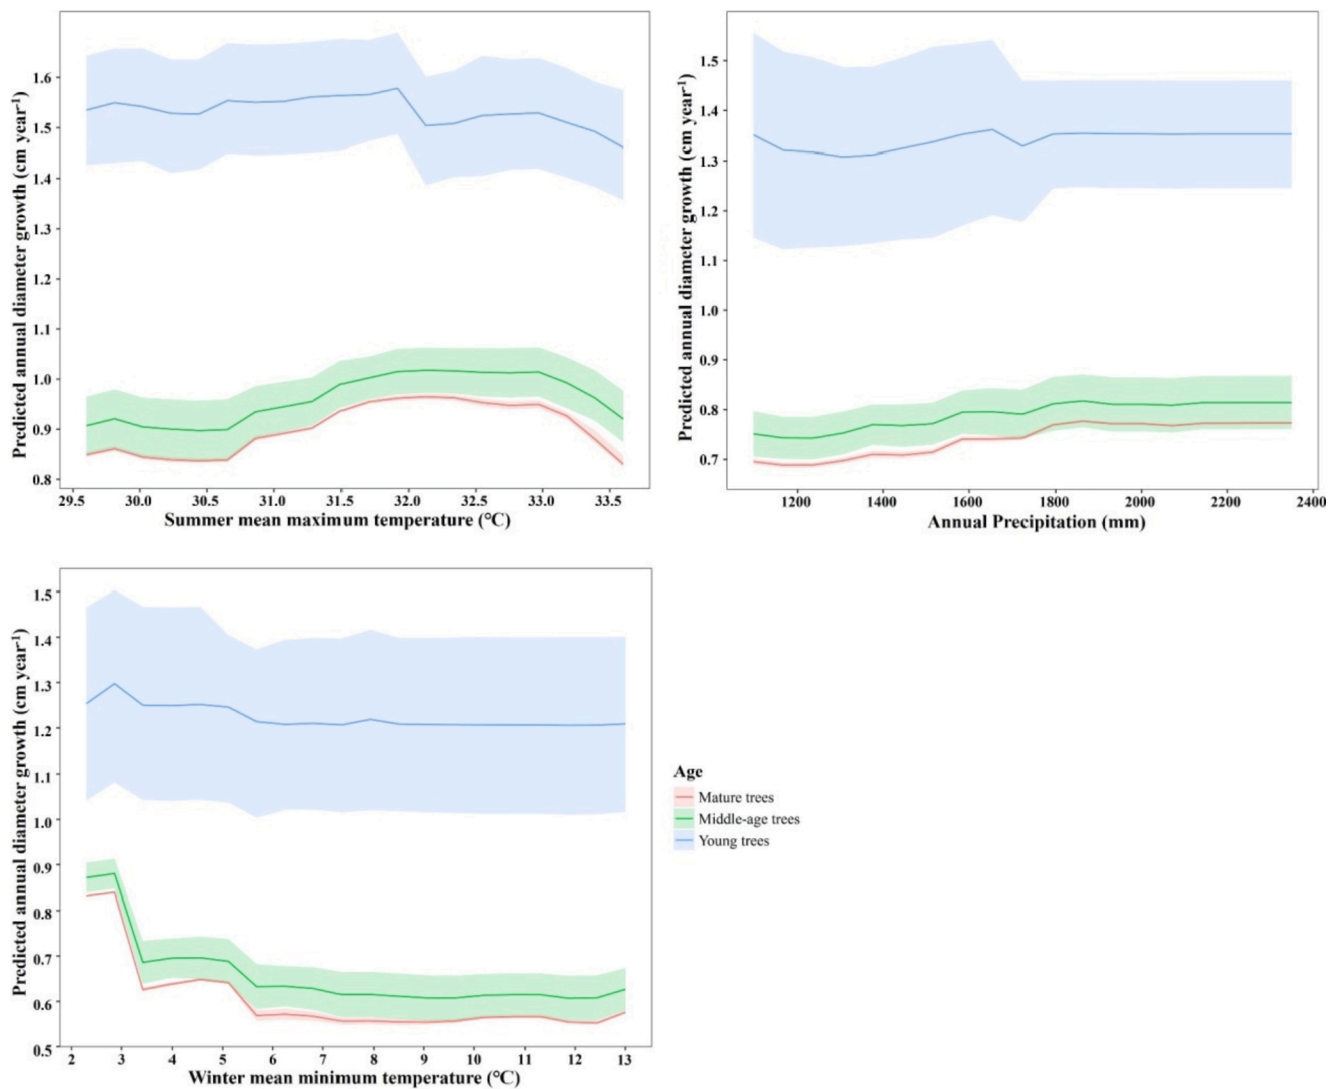 Predicted annual diameter growth (cm year⁻¹)
1.6
1.5
1.4
1.3
1.2
1.1
1.0
0.9
0.8
29.5 30.0 30.5 31.0 31.5 32.0 32.5 33.0 33.5
Summer mean maximum temperature (°C)
Predicted annual diameter growth (cm year⁻¹)
1.5
1.4
1.3
1.2
1.1
1.0
0.9
0.8
0.7
1200 1400 1600 1800 2000 2200 2400
Annual Precipitation (mm)
Predicted annual diameter growth (cm year⁻¹)
1.5
1.4
1.3
1.2
1.1
1.0
0.9
0.8
0.7
0.6
0.5
2 3 4 5 6 7 8 9 10 11 12 13
Winter mean minimum temperature (°C)
Age
Mature trees
Middle-age trees
Young trees